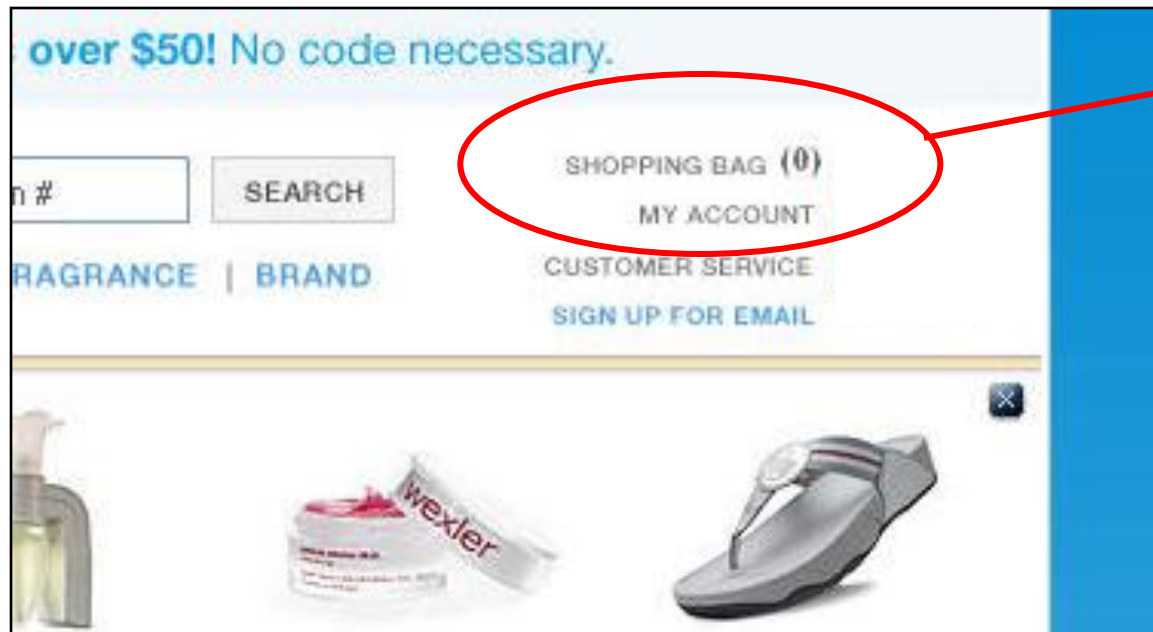 over $50! No code necessary.
SHOPPING BAG (0)
n # SEARCH
MY ACCOUNT
RAGRANCE | BRAND
CUSTOMER SERVICE
SIGN UP FOR EMAIL
wexler